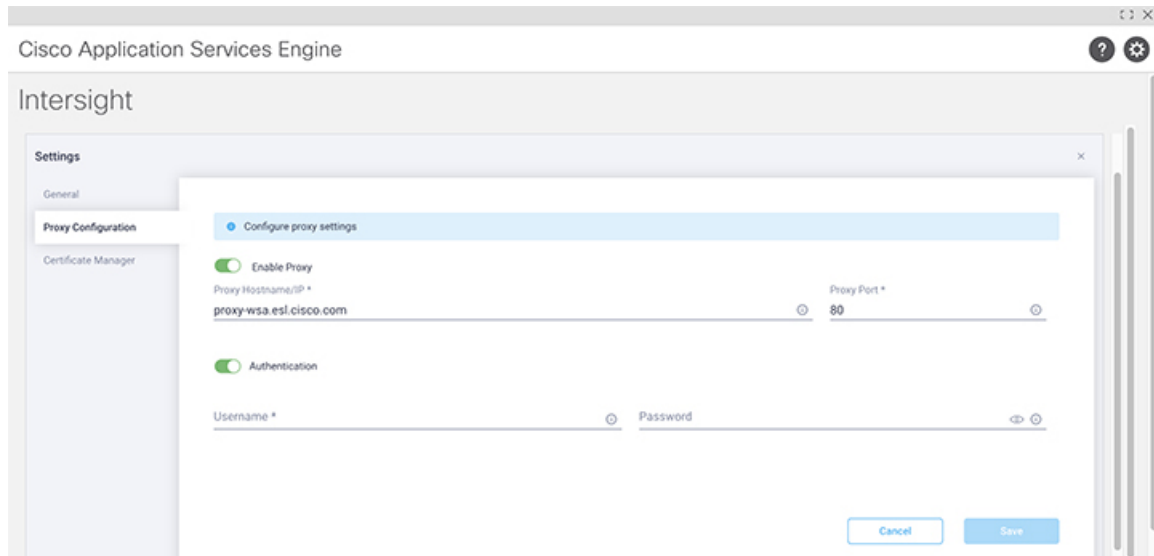 Cisco Application Services Engine
Intersight
Settings
General
Proxy Configuration
Certificate Manager
Configure proxy settings
Enable Proxy
Proxy Hostname/IP *
Proxy Port *
proxy-wsa.esl.cisco.com
80
Authentication
Username *
Password
Cancel
Save